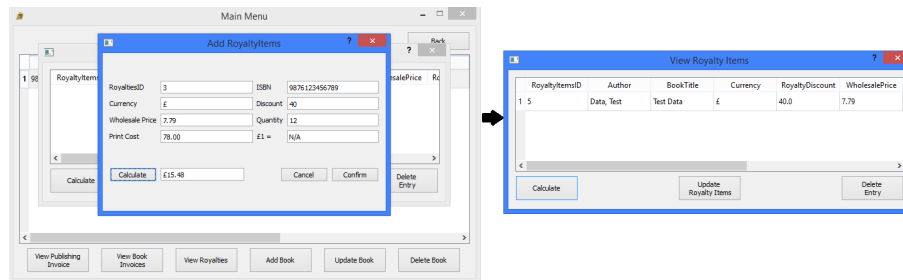 Main Menu
Back
Add RoyaltyItems
?
?
1 98
RoyaltyItems
salePrice
RoyaltiesID 3 ISBN 9876123456789
Currency £ Discount 40
Wholesale Price 7.79 Quantity 12
Print Cost 78.00 £1 = N/A
Calculate £15.48 Cancel Confirm
Calculate
Delete
Entry
View Publishing
Invoice
View Book
Invoices
View Royalties
Add Book
Update Book
Delete Book
View Royalty Items
?
RoyaltyItemsID Author BookTitle Currency RoyaltyDiscount WholesalePrice
1 5 Data, Test Test Data £ 40.0 7.79
Calculate
Update
Royalty Items
Delete
Entry